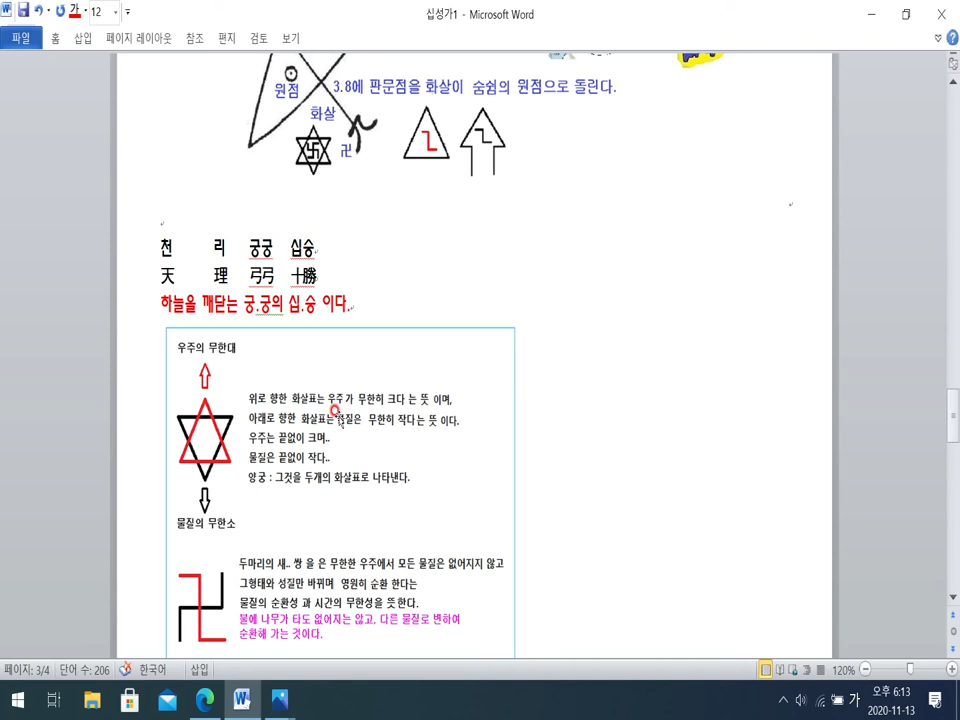 십성가1 - Microsoft Word
가 12
파일 홈 삽입 페이지 레이아웃 참조 편지 검토 보기
원점
3.8에 판문점을 화살이 숨쉼의 원점으로 돌린다.
화살
卍 卍
천 리 궁궁 십승
天 理 弓弓 十勝
하늘을 깨닫는 궁.궁의 십.승 이다.
우주의 무한대
위로 향한 화살표는 우주가 무한히 크다 는 뜻 이며,
아래로 향한 화살표는 물질은 무한히 작다는 뜻 이다.
우주는 끝없이 크며..
물질은 끝없이 작다..
양궁 : 그것을 두개의 화살표로 나타낸다.
물질의 무한소
두마리의 새.. 쌍 을 은 무한한 우주에서 모든 물질은 없어지지 않고
그형태와 성질만 바뀌며 영원히 순환 한다는
물질의 순환성 과 시간의 무한성을 뜻한다.
불에 나무가 타도 없어지는 않고, 다른 물질로 변하여
순환해 가는 것이다.
페이지: 3/4 단어 수: 206 한국어 삽입 120%
가 오후 6:13
2020-11-13